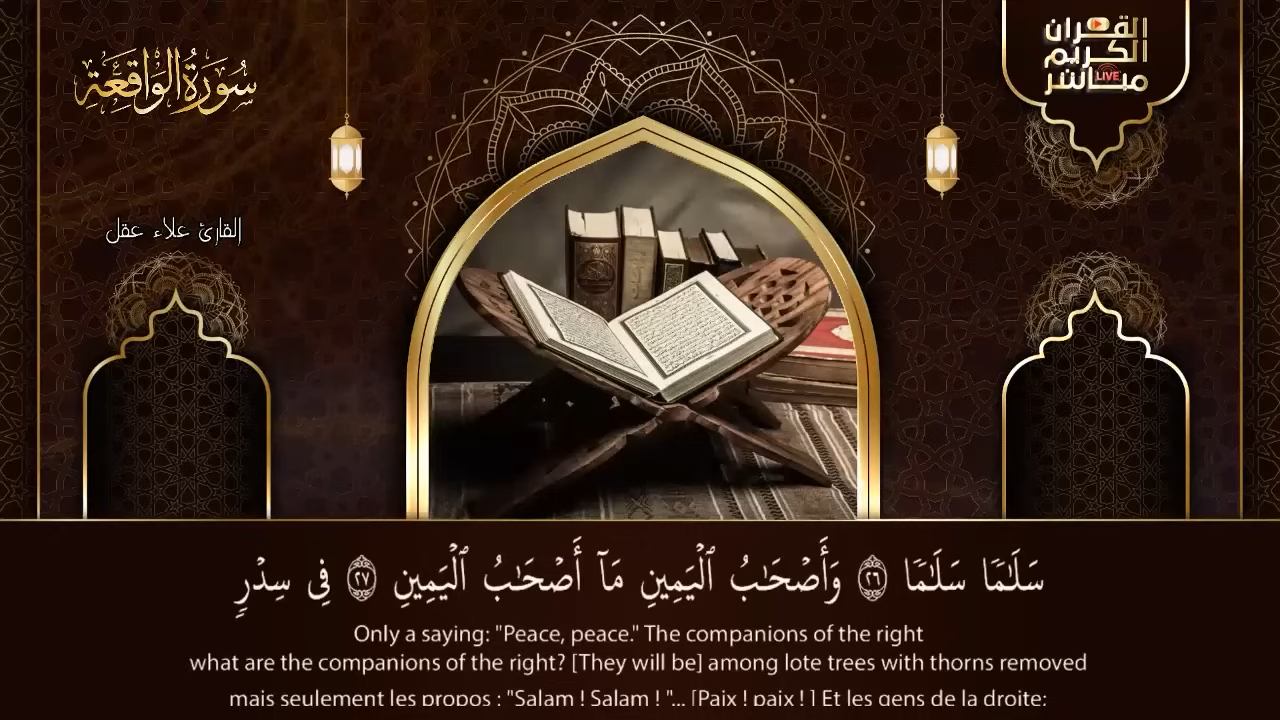 سُورَةُ الوَاقِعَة
القرآن
الكريم
مباشر
LIVE
القارئ علاء عقل
سَلَٰمٗا سَلَٰمٗا ٢٦ وَأَصۡحَٰبُ ٱلۡيَمِينِ مَآ أَصۡحَٰبُ ٱلۡيَمِينِ ٢٧ فِي سِدۡرٖ
Only a saying: "Peace, peace." The companions of the right
what are the companions of the right? [They will be] among lote trees with thorns removed
mais seulement les propos : "Salam ! Salam ! "... [Paix ! paix ! ] Et les gens de la droite: